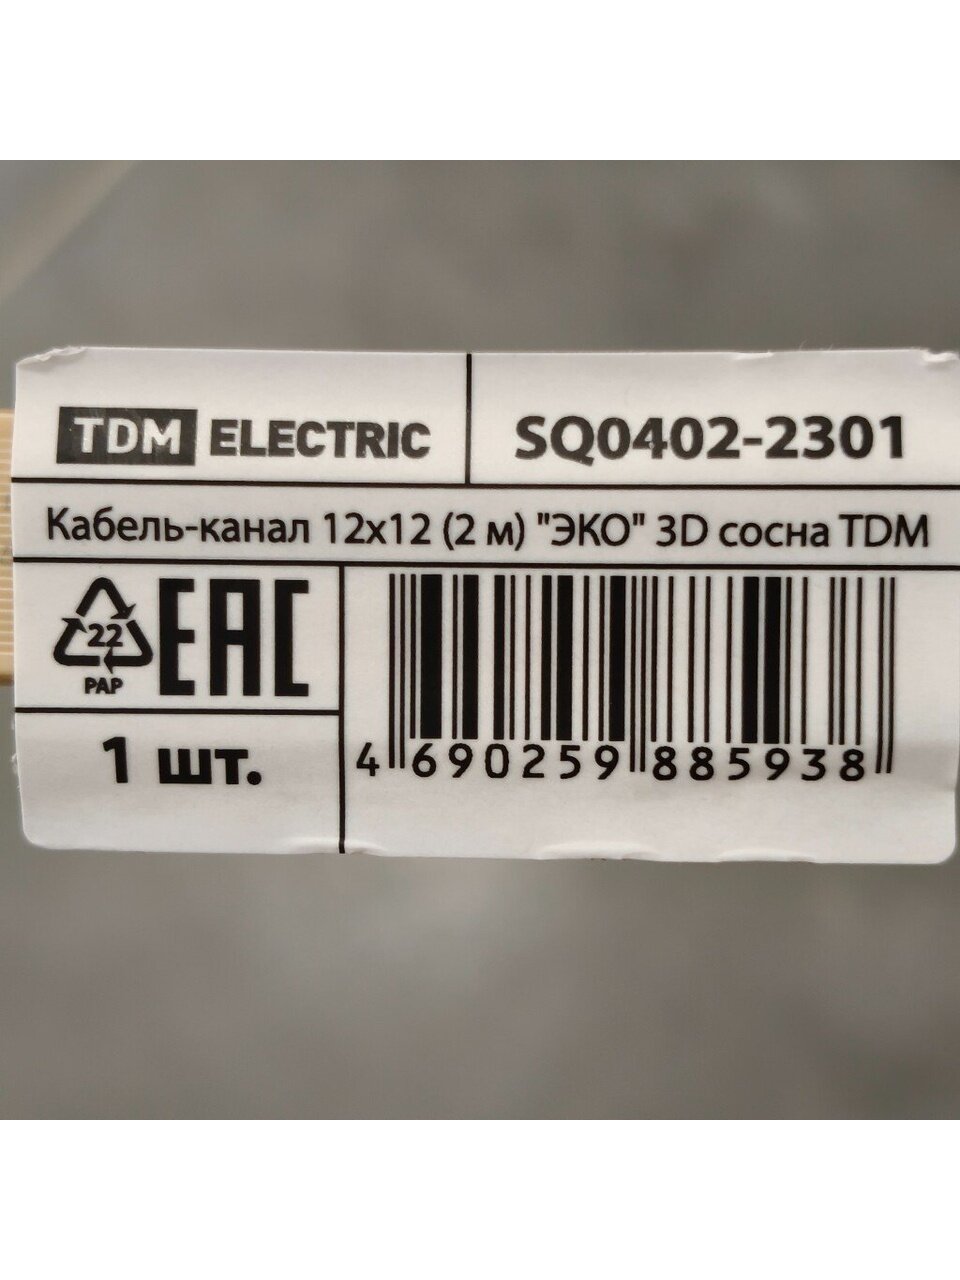 TDM ELECTRIC
SQ0402-2301
Кабель-канал 12x12 (2 м) "ЭКО" 3D сосна TDM
22
PAP
EAC
1 шт.
4 690259 885938